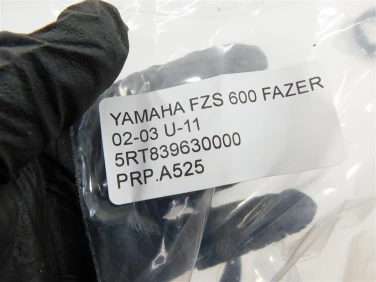 YAMAHA FZS 600 FAZER
02-03 U-11
5RT839630000
PRP.A525